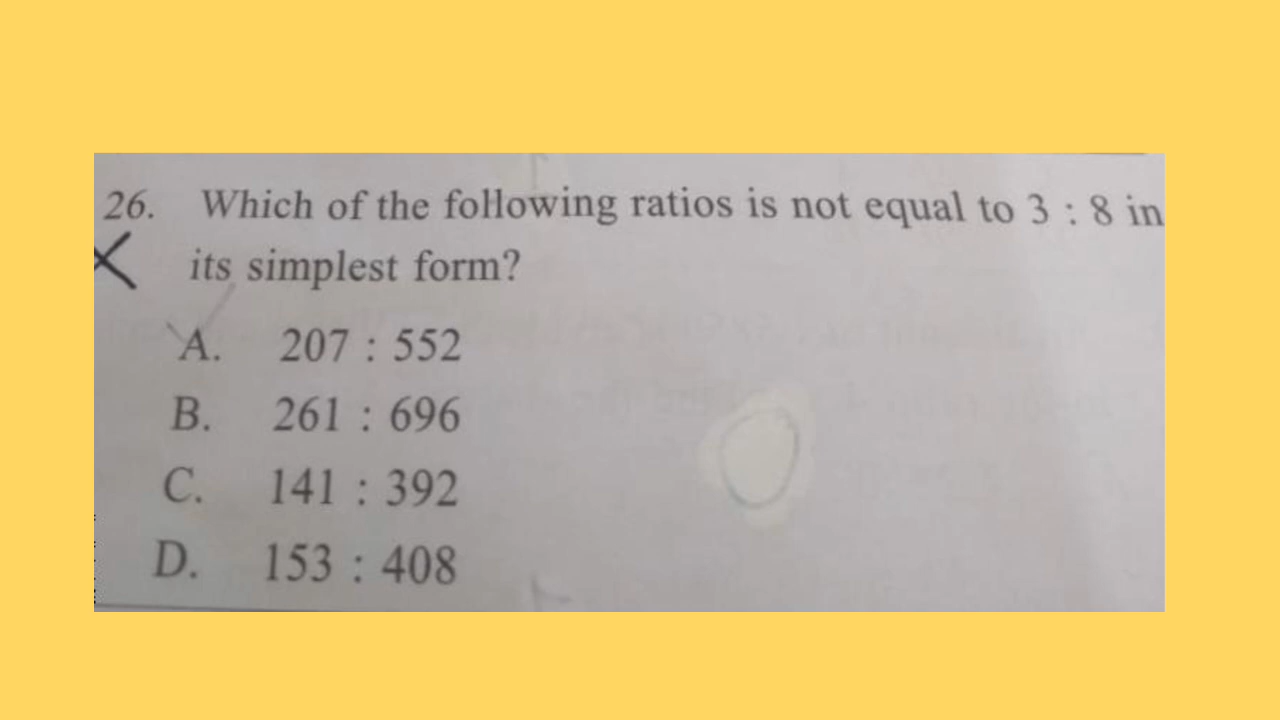 26. Which of the following ratios is not equal to 3 : 8 in
its simplest form?
A. 207 : 552
B. 261 : 696
C. 141 : 392
D. 153 : 408